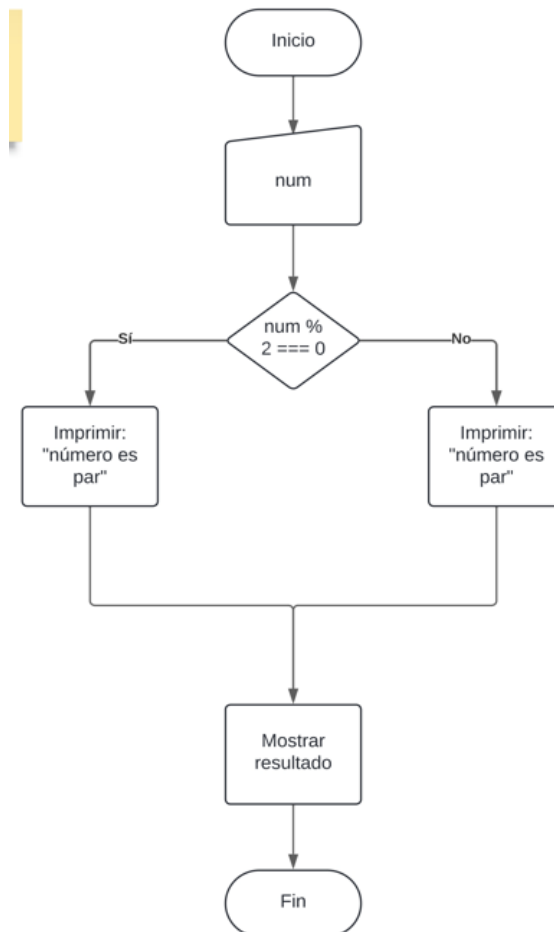 Inicio
num
num %
2 === 0
Sí
No
Imprimir:
"número es
par"
Imprimir:
"número es
par"
Mostrar
resultado
Fin